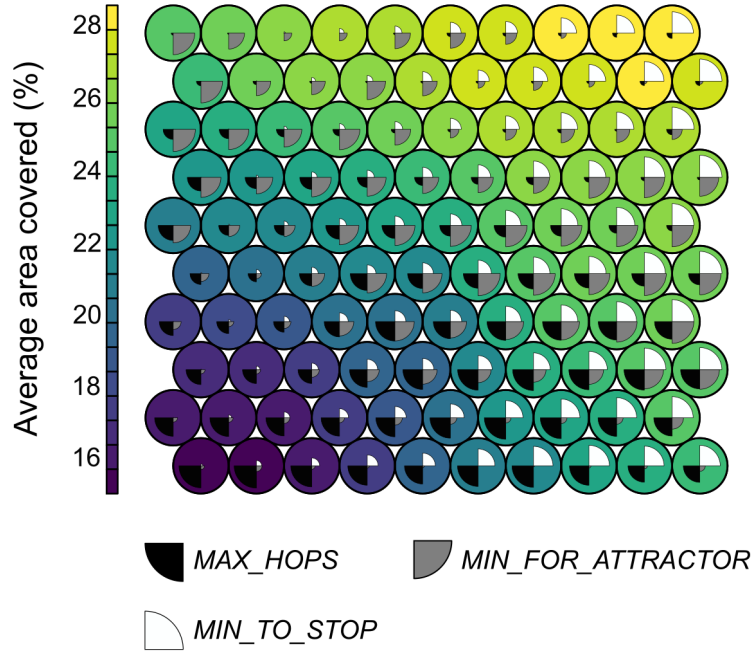 Average area covered (%)
28
26
24
22
20
18
16
MAX_HOPS
MIN_FOR_ATTRACTOR
MIN_TO_STOP